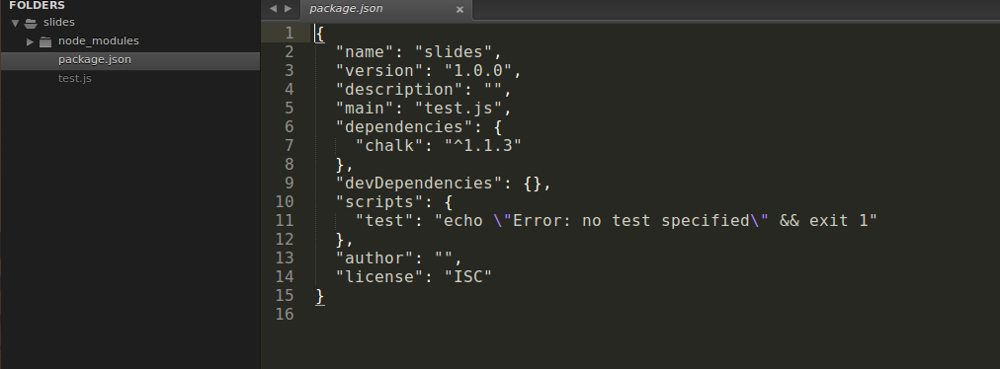 FOLDERS
slides
node_modules
package.json
test.js
package.json
1 {
2 "name": "slides",
3 "version": "1.0.0",
4 "description": "",
5 "main": "test.js",
6 "dependencies": {
7 "chalk": "^1.1.3"
8 },
9 "devDependencies": {},
10 "scripts": {
11 "test": "echo \"Error: no test specified\" && exit 1"
12 },
13 "author": "",
14 "license": "ISC"
15 }
16